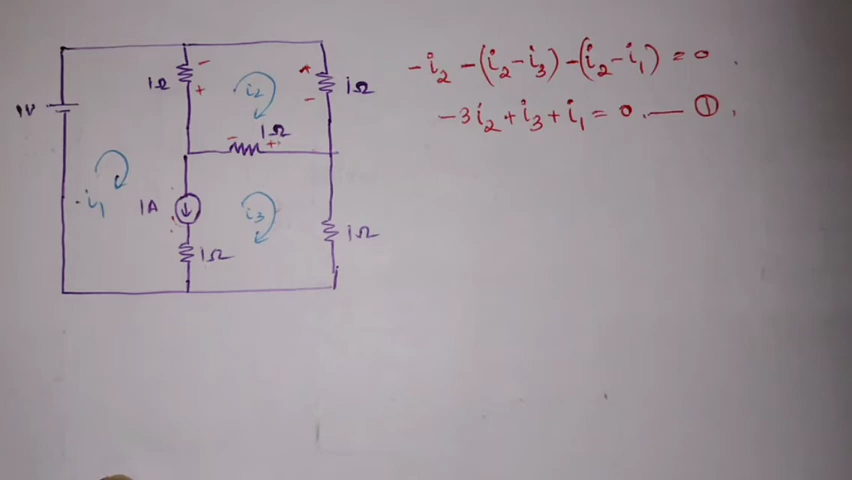 -i₂ -(i₂-i₃) -(i₂-i₁) = 0.
-3i₂ + i₃ + i₁ = 0. — ①.
1Ω - +
i₂
+ - 1Ω
1V
1Ω
- +
i₁
1A
i₃
1Ω
1Ω